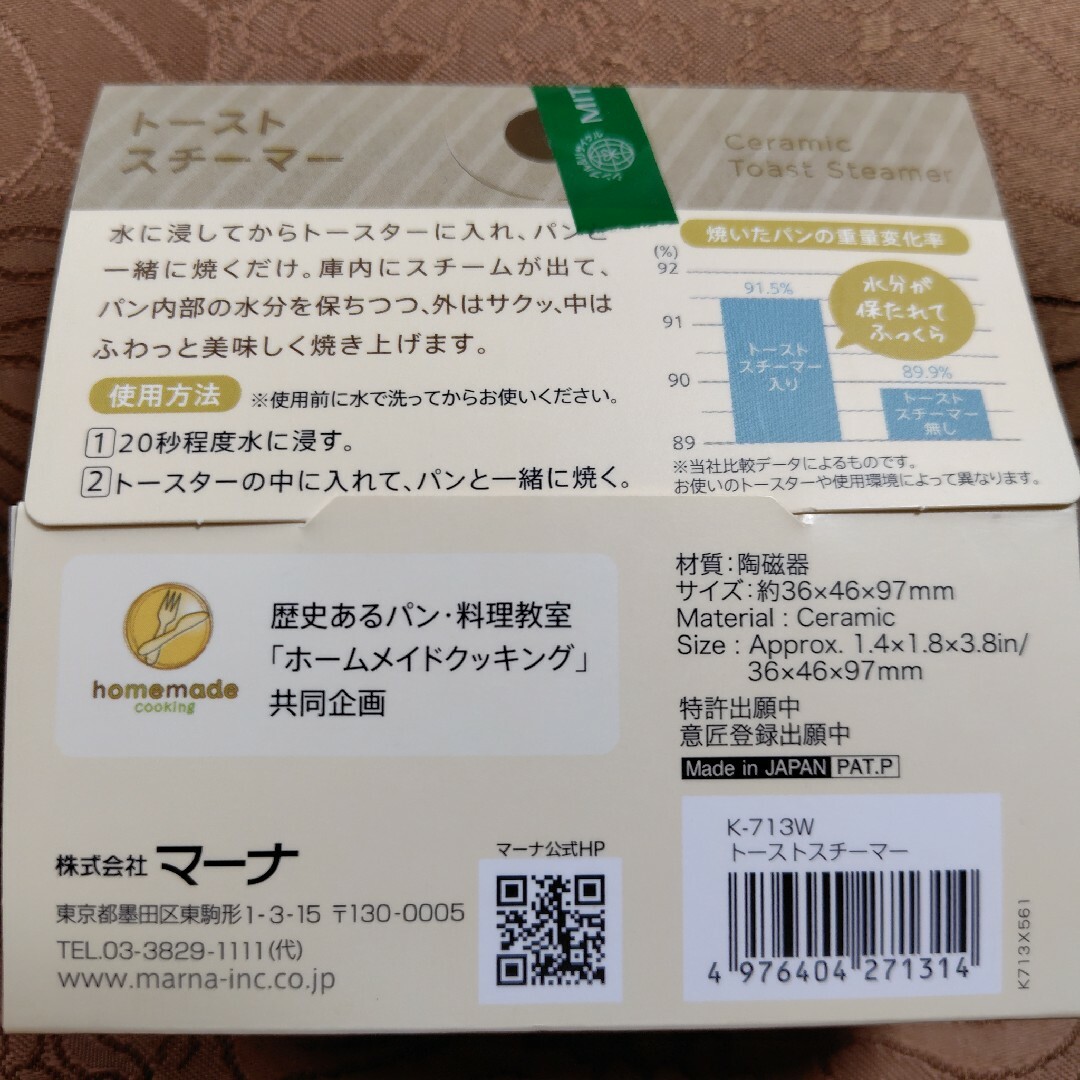 トースト
スチーマー
Ceramic
Toast Steamer
水に浸してからトースターに入れ、パンと
一緒に焼くだけ。庫内にスチームが出て、
パン内部の水分を保ちつつ、外はサクッ、中は
ふわっと美味しく焼き上げます。
使用方法 ※使用前に水で洗ってからお使いください。
1 20秒程度水に浸す。
2 トースターの中に入れて、パンと一緒に焼く。
焼いたパンの重量変化率
(%)
92
91
90
89
91.5%
トースト
スチーマー
入り
水分が
保たれて
ふっくら
89.9%
トースト
スチーマー
無し
※当社比較データによるものです。
お使いのトースターや使用環境によって異なります。
homemade
cooking
歴史あるパン・料理教室
「ホームメイドクッキング」
共同企画
材質:陶磁器
サイズ:約36×46×97mm
Material : Ceramic
Size : Approx. 1.4×1.8×3.8in/
36×46×97mm
特許出願中
意匠登録出願中
Made in JAPAN PAT.P
株式会社 マーナ
東京都墨田区東駒形1-3-15 〒130-0005
TEL.03-3829-1111(代)
www.marna-inc.co.jp
マーナ公式HP
K-713W
トーストスチーマー
4 976404 271314
K713X561